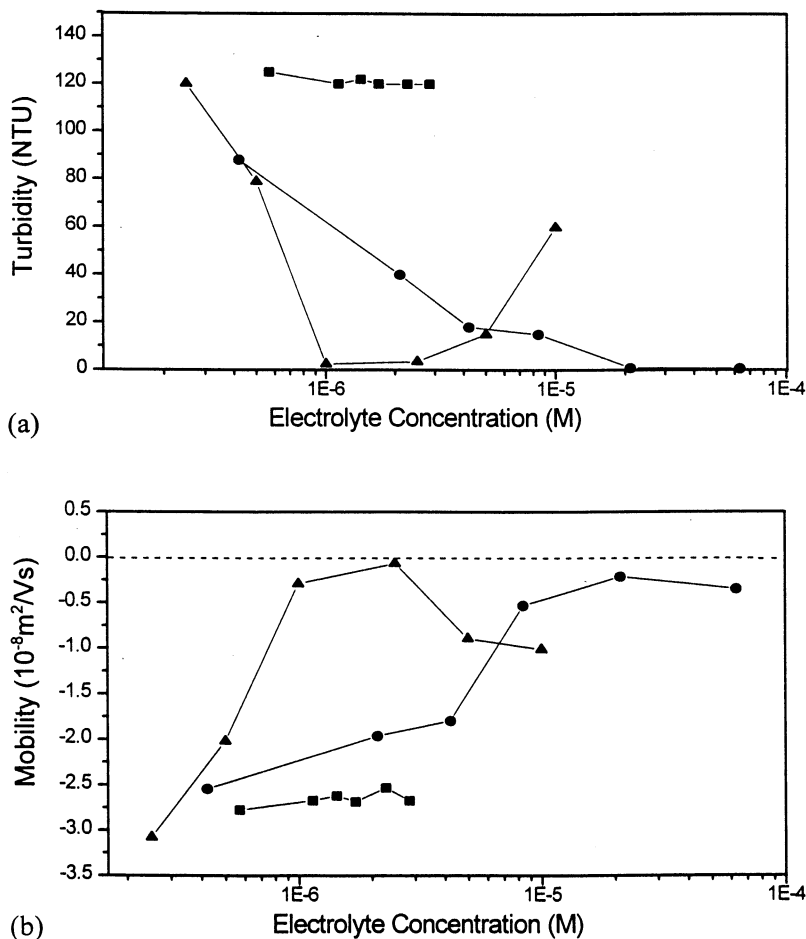 140
120
100
80
60
40
20
0
Turbidity (NTU)
1E-6
1E-5
1E-4
Electrolyte Concentration (M)
(a)
0.5
0.0
-0.5
-1.0
-1.5
-2.0
-2.5
-3.0
-3.5
Mobility (10⁻⁸m²/Vs)
1E-6
1E-5
1E-4
Electrolyte Concentration (M)
(b)